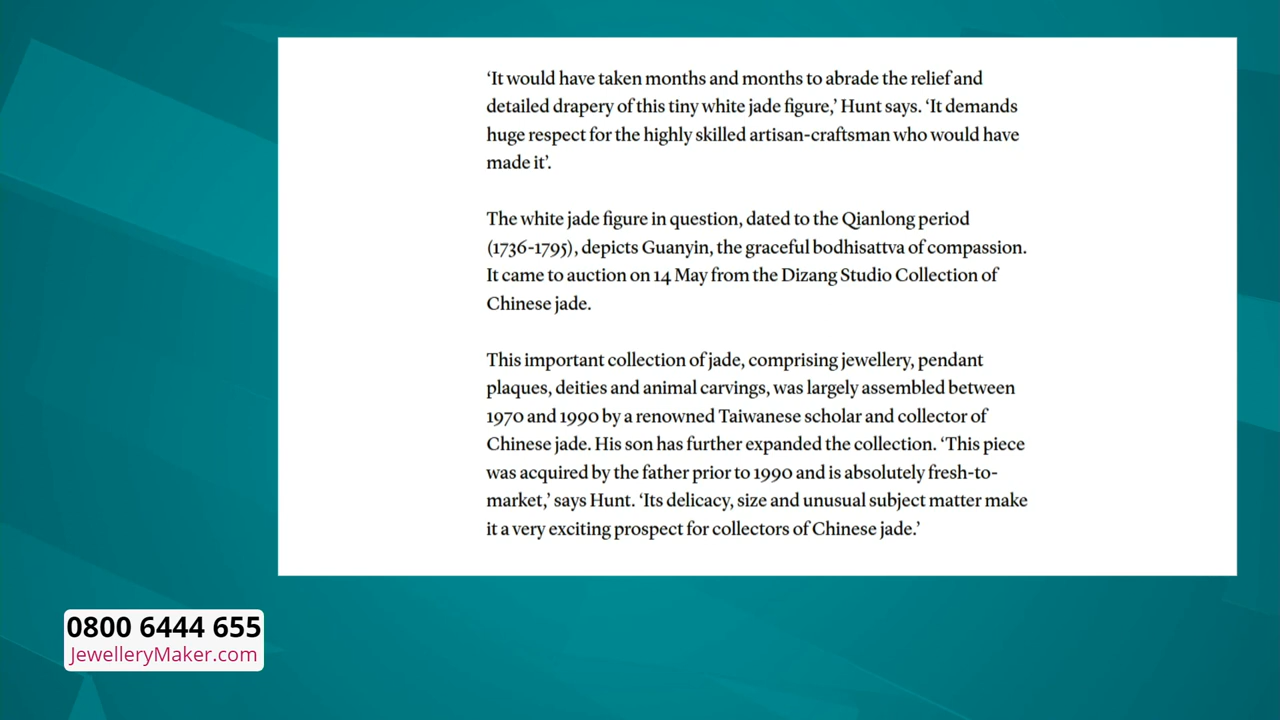 ‘It would have taken months and months to abrade the relief and
detailed drapery of this tiny white jade figure,’ Hunt says. ‘It demands
huge respect for the highly skilled artisan-craftsman who would have
made it’.
The white jade figure in question, dated to the Qianlong period
(1736-1795), depicts Guanyin, the graceful bodhisattva of compassion.
It came to auction on 14 May from the Dizang Studio Collection of
Chinese jade.
This important collection of jade, comprising jewellery, pendant
plaques, deities and animal carvings, was largely assembled between
1970 and 1990 by a renowned Taiwanese scholar and collector of
Chinese jade. His son has further expanded the collection. ‘This piece
was acquired by the father prior to 1990 and is absolutely fresh-to-
market,’ says Hunt. ‘Its delicacy, size and unusual subject matter make
it a very exciting prospect for collectors of Chinese jade.’
0800 6444 655
JewelleryMaker.com